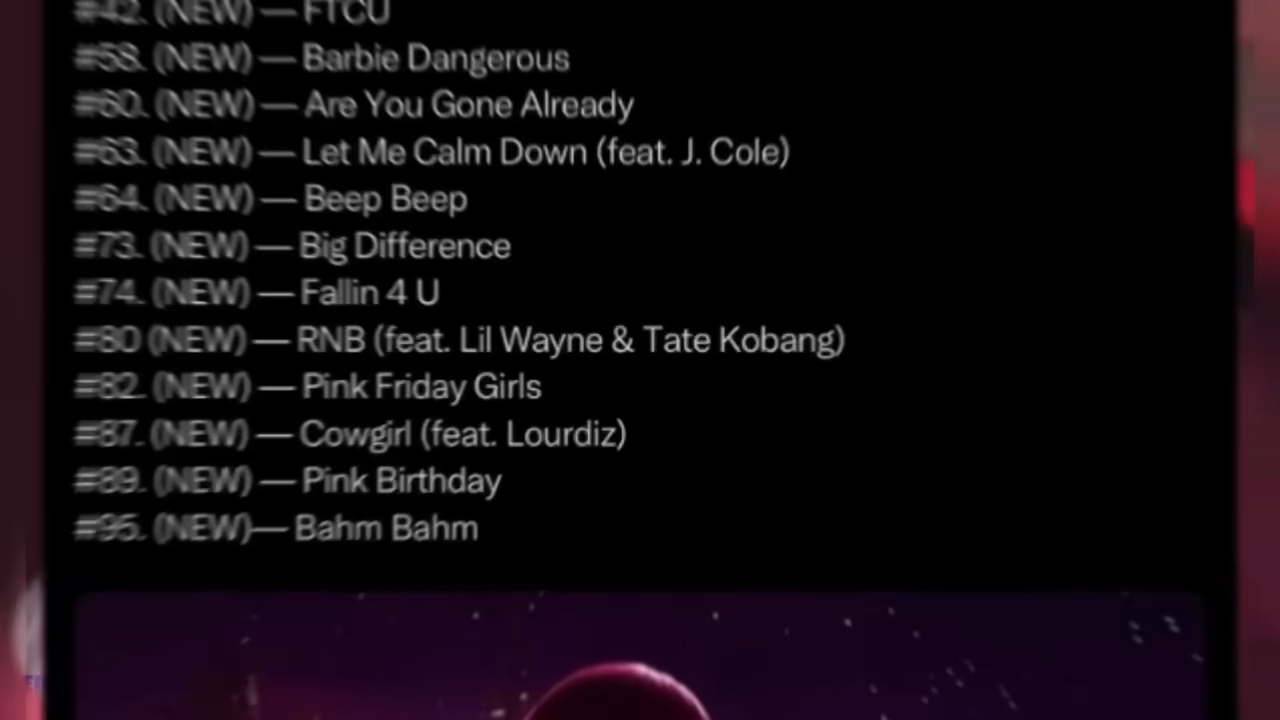 #42. (NEW) — FTCU
#58. (NEW) — Barbie Dangerous
#60. (NEW) — Are You Gone Already
#63. (NEW) — Let Me Calm Down (feat. J. Cole)
#64. (NEW) — Beep Beep
#73. (NEW) — Big Difference
#74. (NEW) — Fallin 4 U
#80 (NEW) — RNB (feat. Lil Wayne & Tate Kobang)
#82. (NEW) — Pink Friday Girls
#87. (NEW) — Cowgirl (feat. Lourdiz)
#89. (NEW) — Pink Birthday
#95. (NEW)— Bahm Bahm